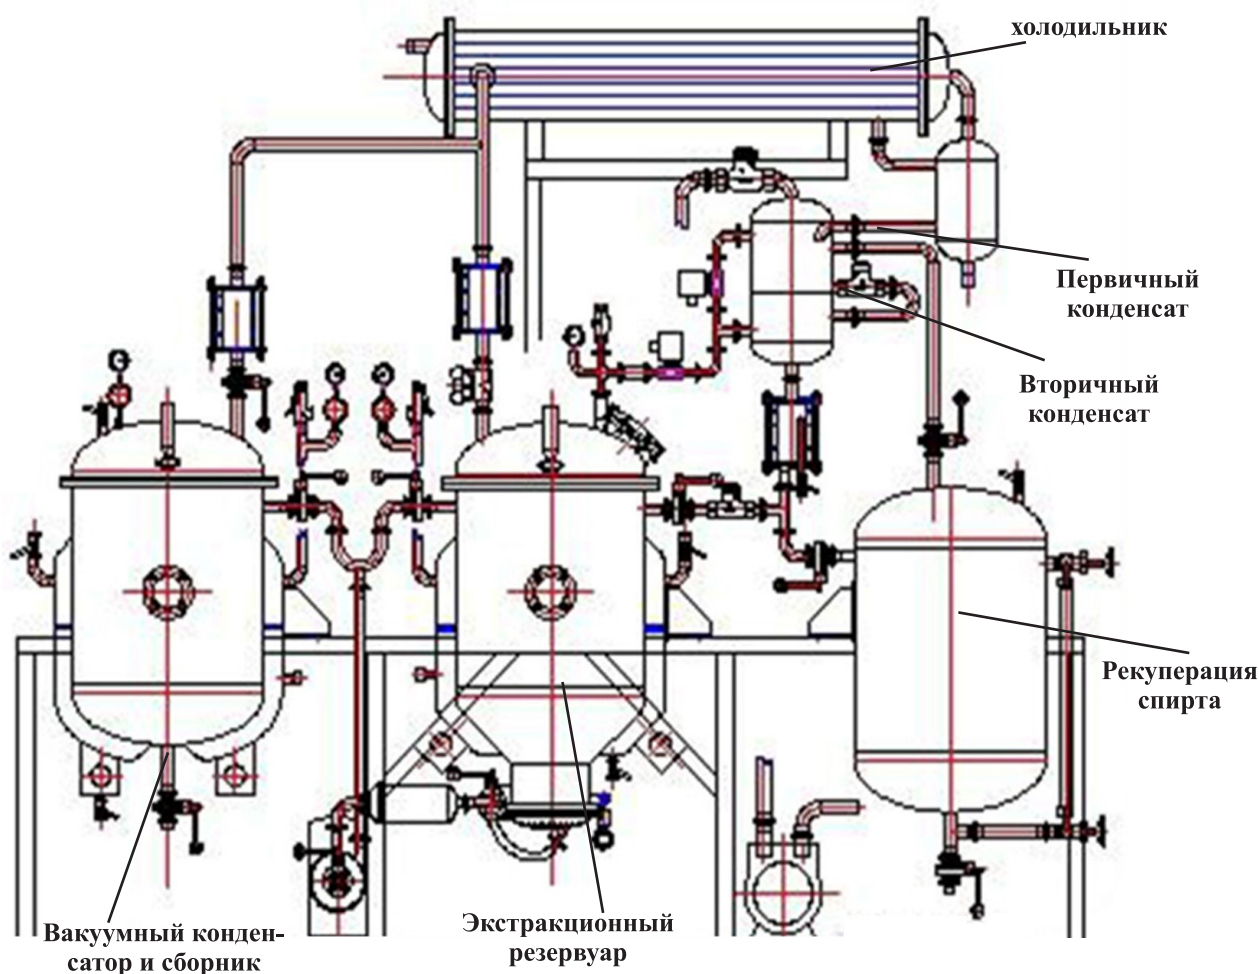 холодильник
Первичный
конденсат
Вторичный
конденсат
Рекуперация
спирта
Экстракционный
резервуар
Вакуумный конден-
сатор и сборник